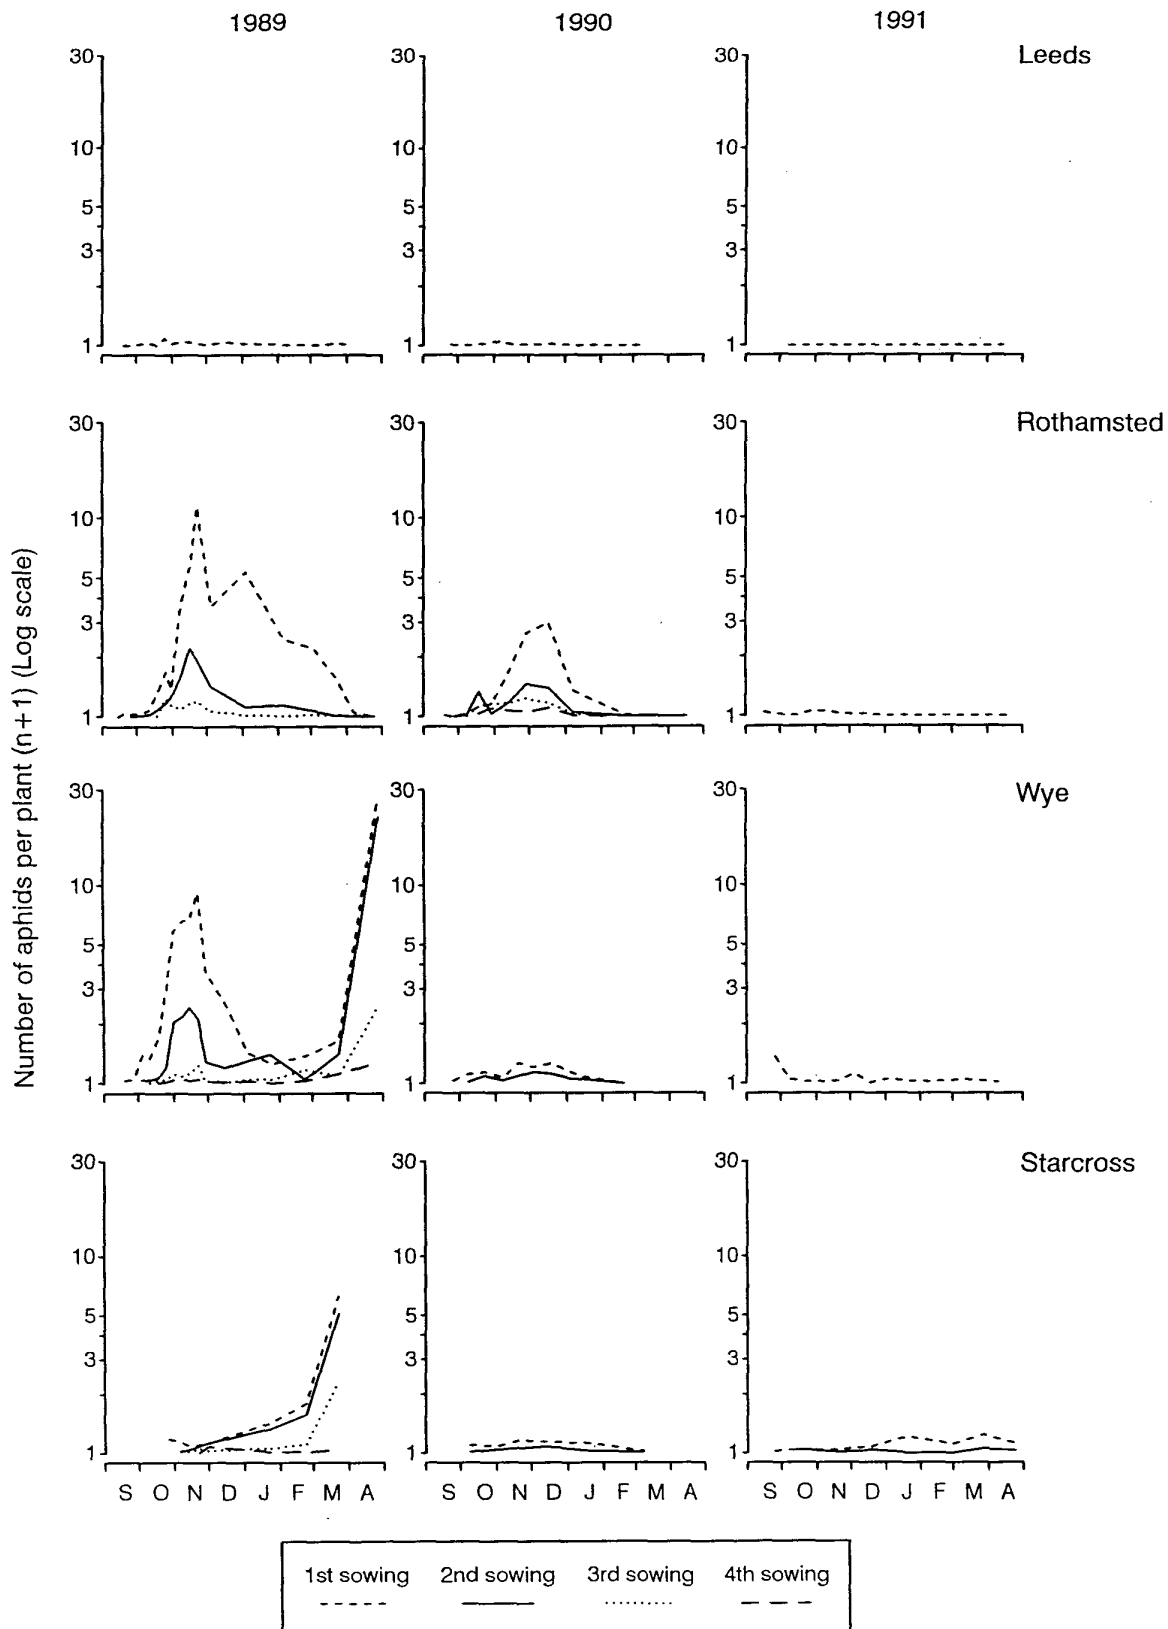 1989 1990 1991
Leeds
30 30 30
10 10 10
5 5 5
3 3 3
1 1 1
Rothamsted
30 30 30
10 10 10
5 5 5
3 3 3
1 1 1
Number of aphids per plant (n+1) (Log scale)
Wye
30 30 30
10 10 10
5 5 5
3 3 3
1 1 1
Starcross
30 30 30
10 10 10
5 5 5
3 3 3
1 1 1
S O N D J F M A S O N D J F M A S O N D J F M A
1st sowing 2nd sowing 3rd sowing 4th sowing